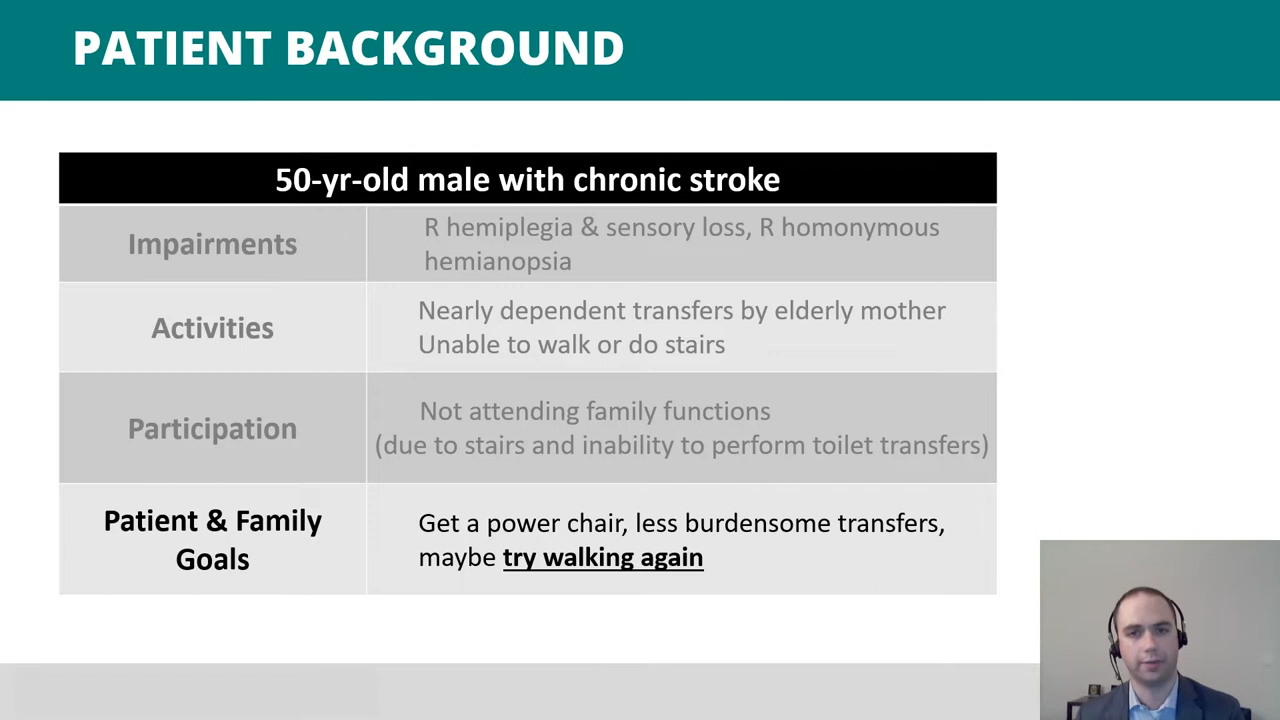 PATIENT BACKGROUND
50-yr-old male with chronic stroke
Impairments
R hemiplegia & sensory loss, R homonymous
hemianopsia
Activities
Nearly dependent transfers by elderly mother
Unable to walk or do stairs
Participation
Not attending family functions
(due to stairs and inability to perform toilet transfers)
Patient & Family
Goals
Get a power chair, less burdensome transfers,
maybe try walking again